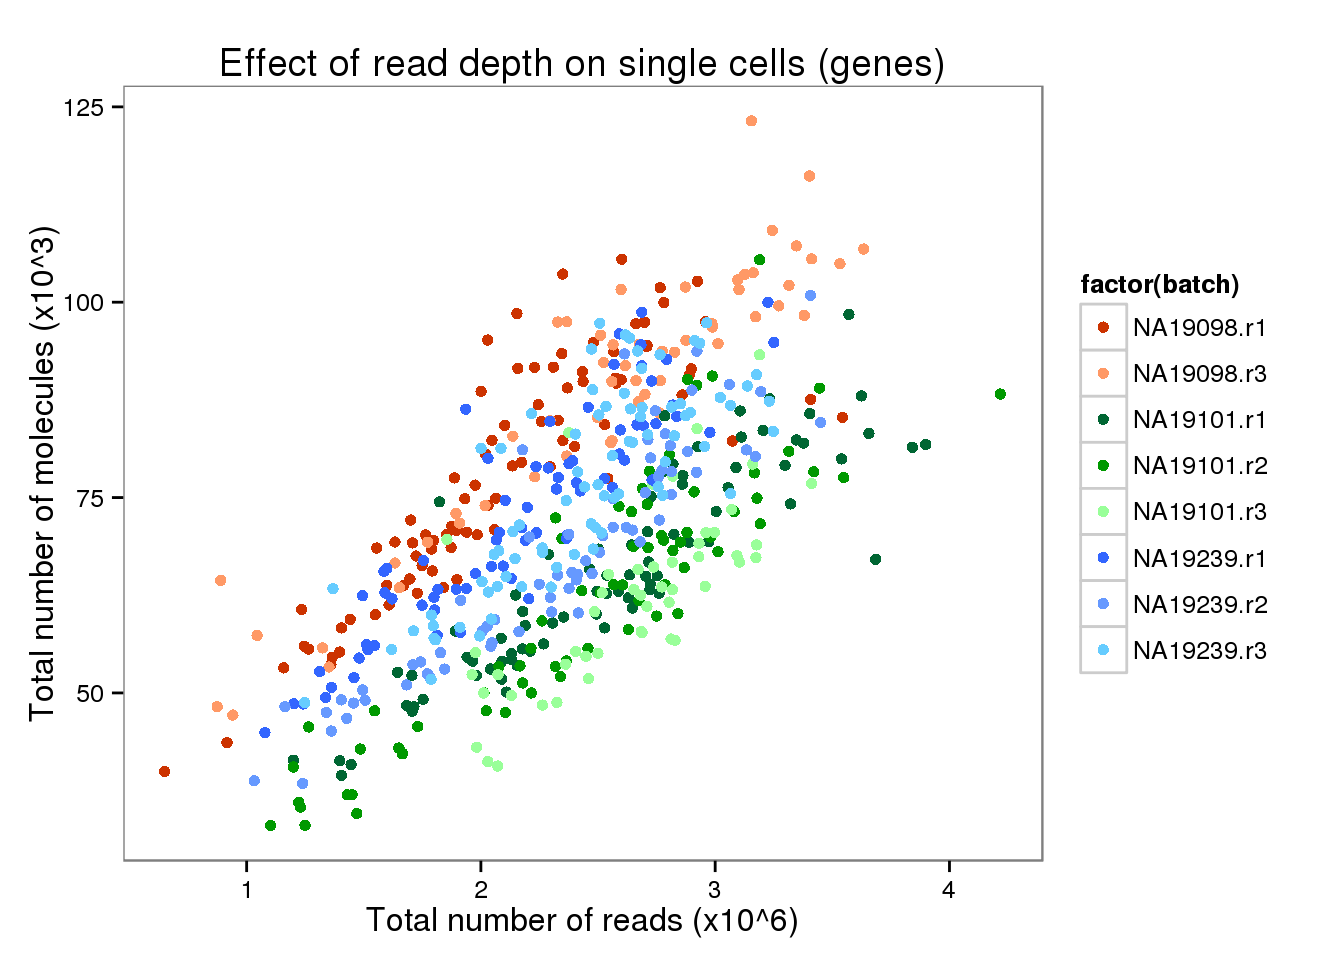 Effect of read depth on single cells (genes)
125
100
75
50
Total number of molecules (x10^3)
1
2
3
4
Total number of reads (x10^6)
factor(batch)
NA19098.r1
NA19098.r3
NA19101.r1
NA19101.r2
NA19101.r3
NA19239.r1
NA19239.r2
NA19239.r3